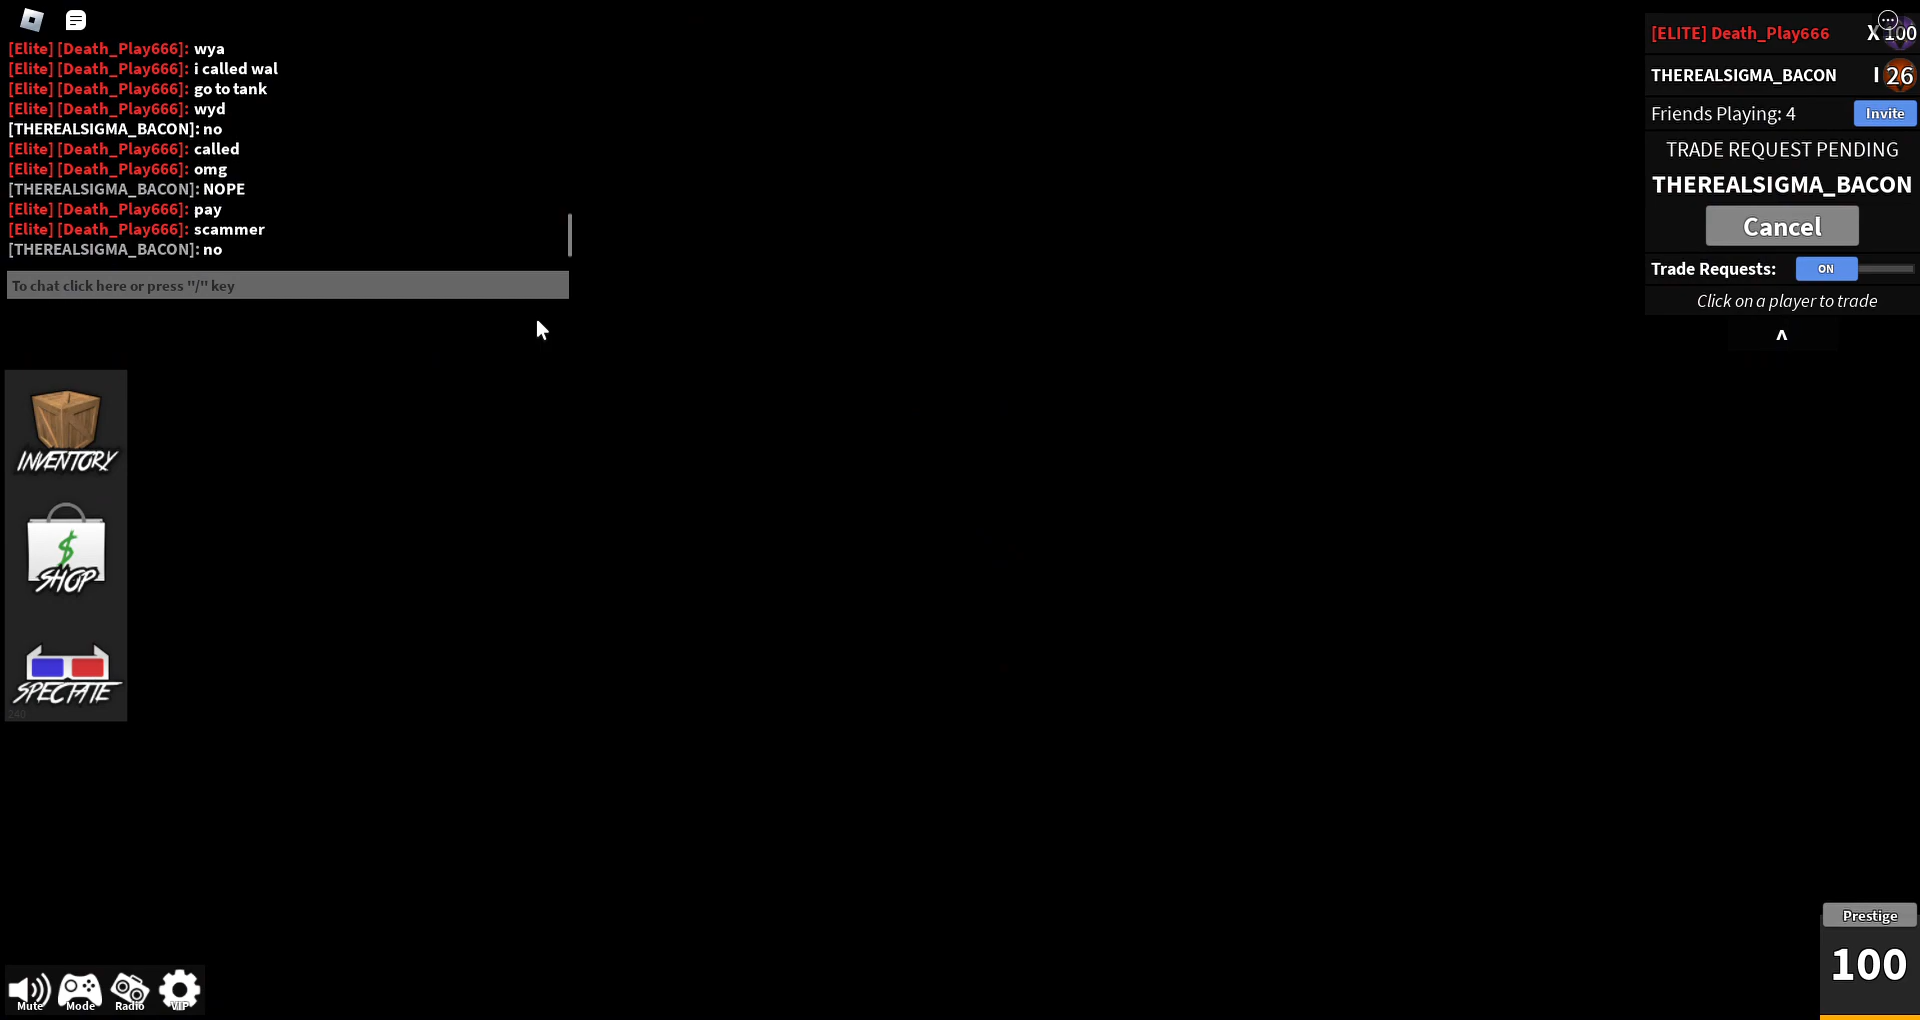 [Elite] [Death_Play666]: wya
[Elite] [Death_Play666]: i called wal
[Elite] [Death_Play666]: go to tank
[Elite] [Death_Play666]: wyd
[THEREALSIGMA_BACON]: no
[Elite] [Death_Play666]: called
[Elite] [Death_Play666]: omg
[THEREALSIGMA_BACON]: NOPE
[Elite] [Death_Play666]: pay
[Elite] [Death_Play666]: scammer
[THEREALSIGMA_BACON]: no
To chat click here or press "/" key
[ELITE] Death_Play666 X 100
THEREALSIGMA_BACON I 26
Friends Playing: 4 Invite
TRADE REQUEST PENDING
THEREALSIGMA_BACON
Cancel
Trade Requests: ON
Click on a player to trade
^
INVENTORY
$
SHOP
SPECTATE
240
Mute Mode Radio VIP
Prestige
100